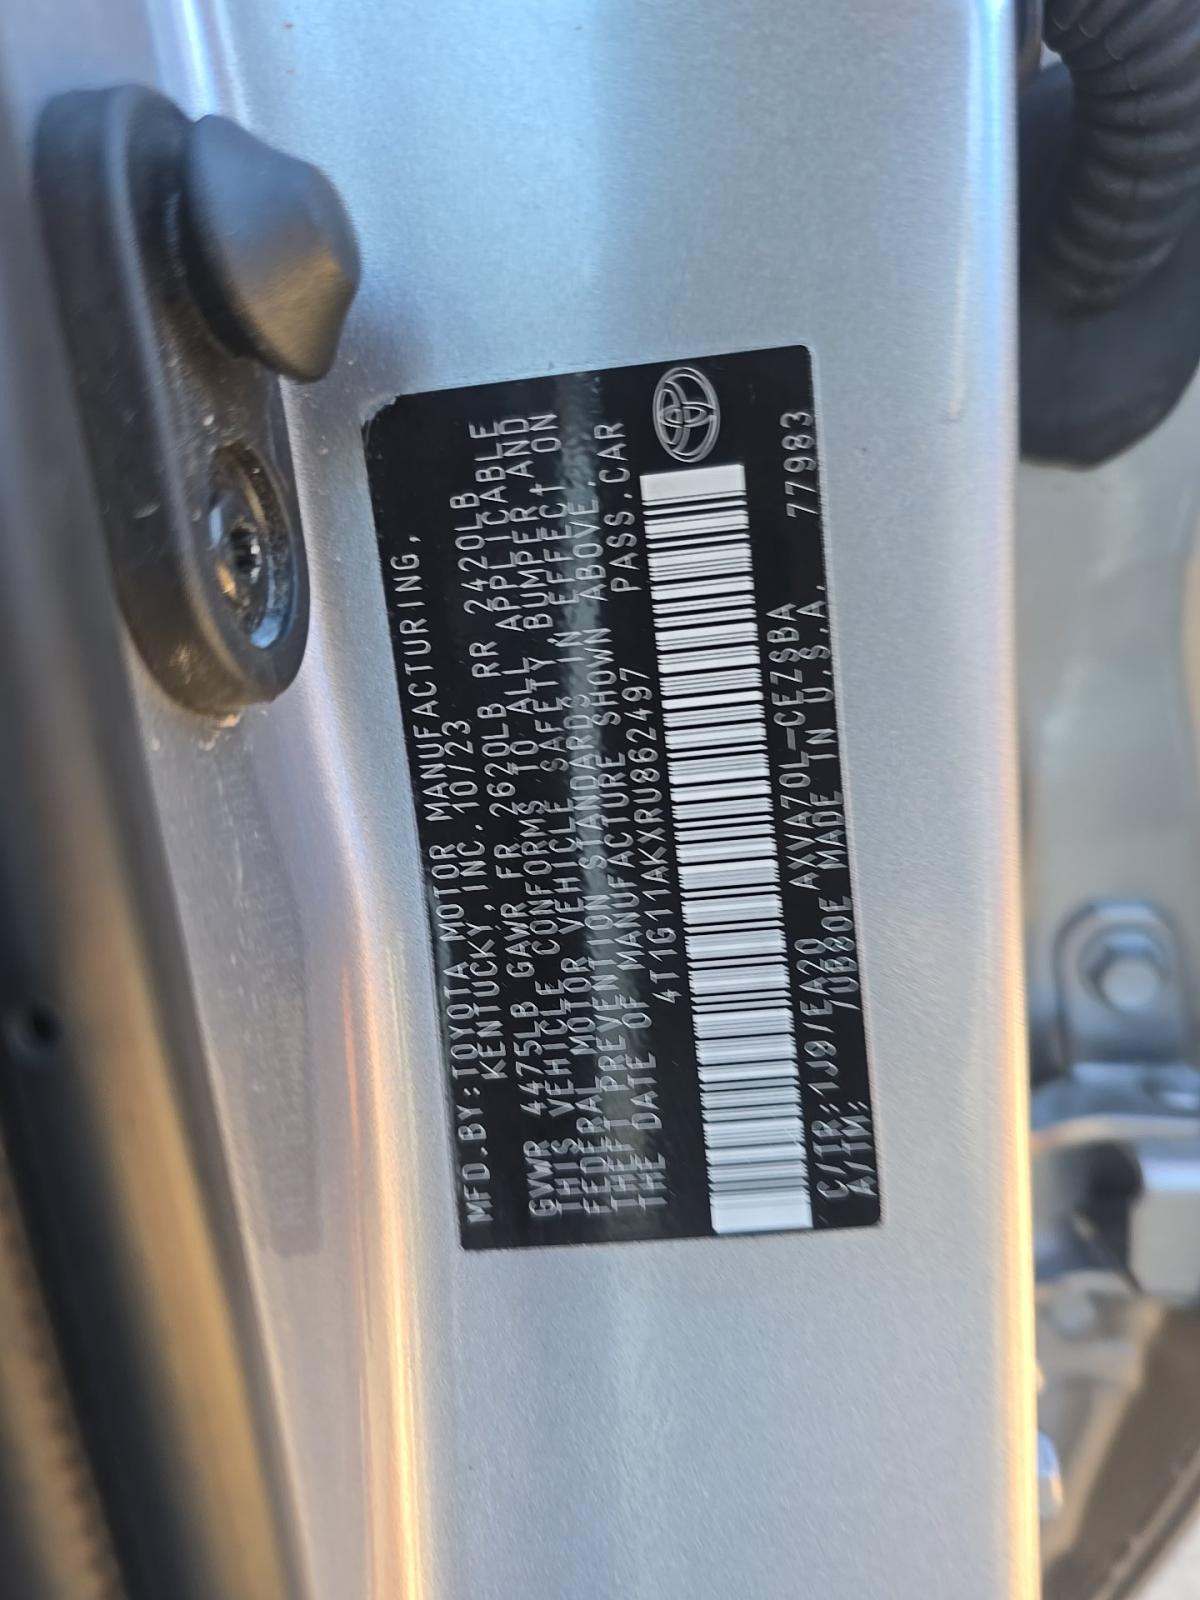 MFD.BY:TOYOTA MOTOR MANUFACTURING,
KENTUCKY,INC. 10/23
GVWR 4475LB GAWR FR 2620LB RR 2420LB
THIS VEHICLE CONFORMS TO ALL APPLICABLE
FEDERAL MOTOR VEHICLE SAFETY BUMPER, AND
THEFT PREVENTION STANDARDS IN EFFECT ON
THE DATE OF MANUFACTURE SHOWN ABOVE.
4T1G11AKXRU862497 PASS.CAR
C/TR:1J9/EA20 AXVA70L-CEZSBA 77983
A/TM: /UB80E MADE IN U.S.A.